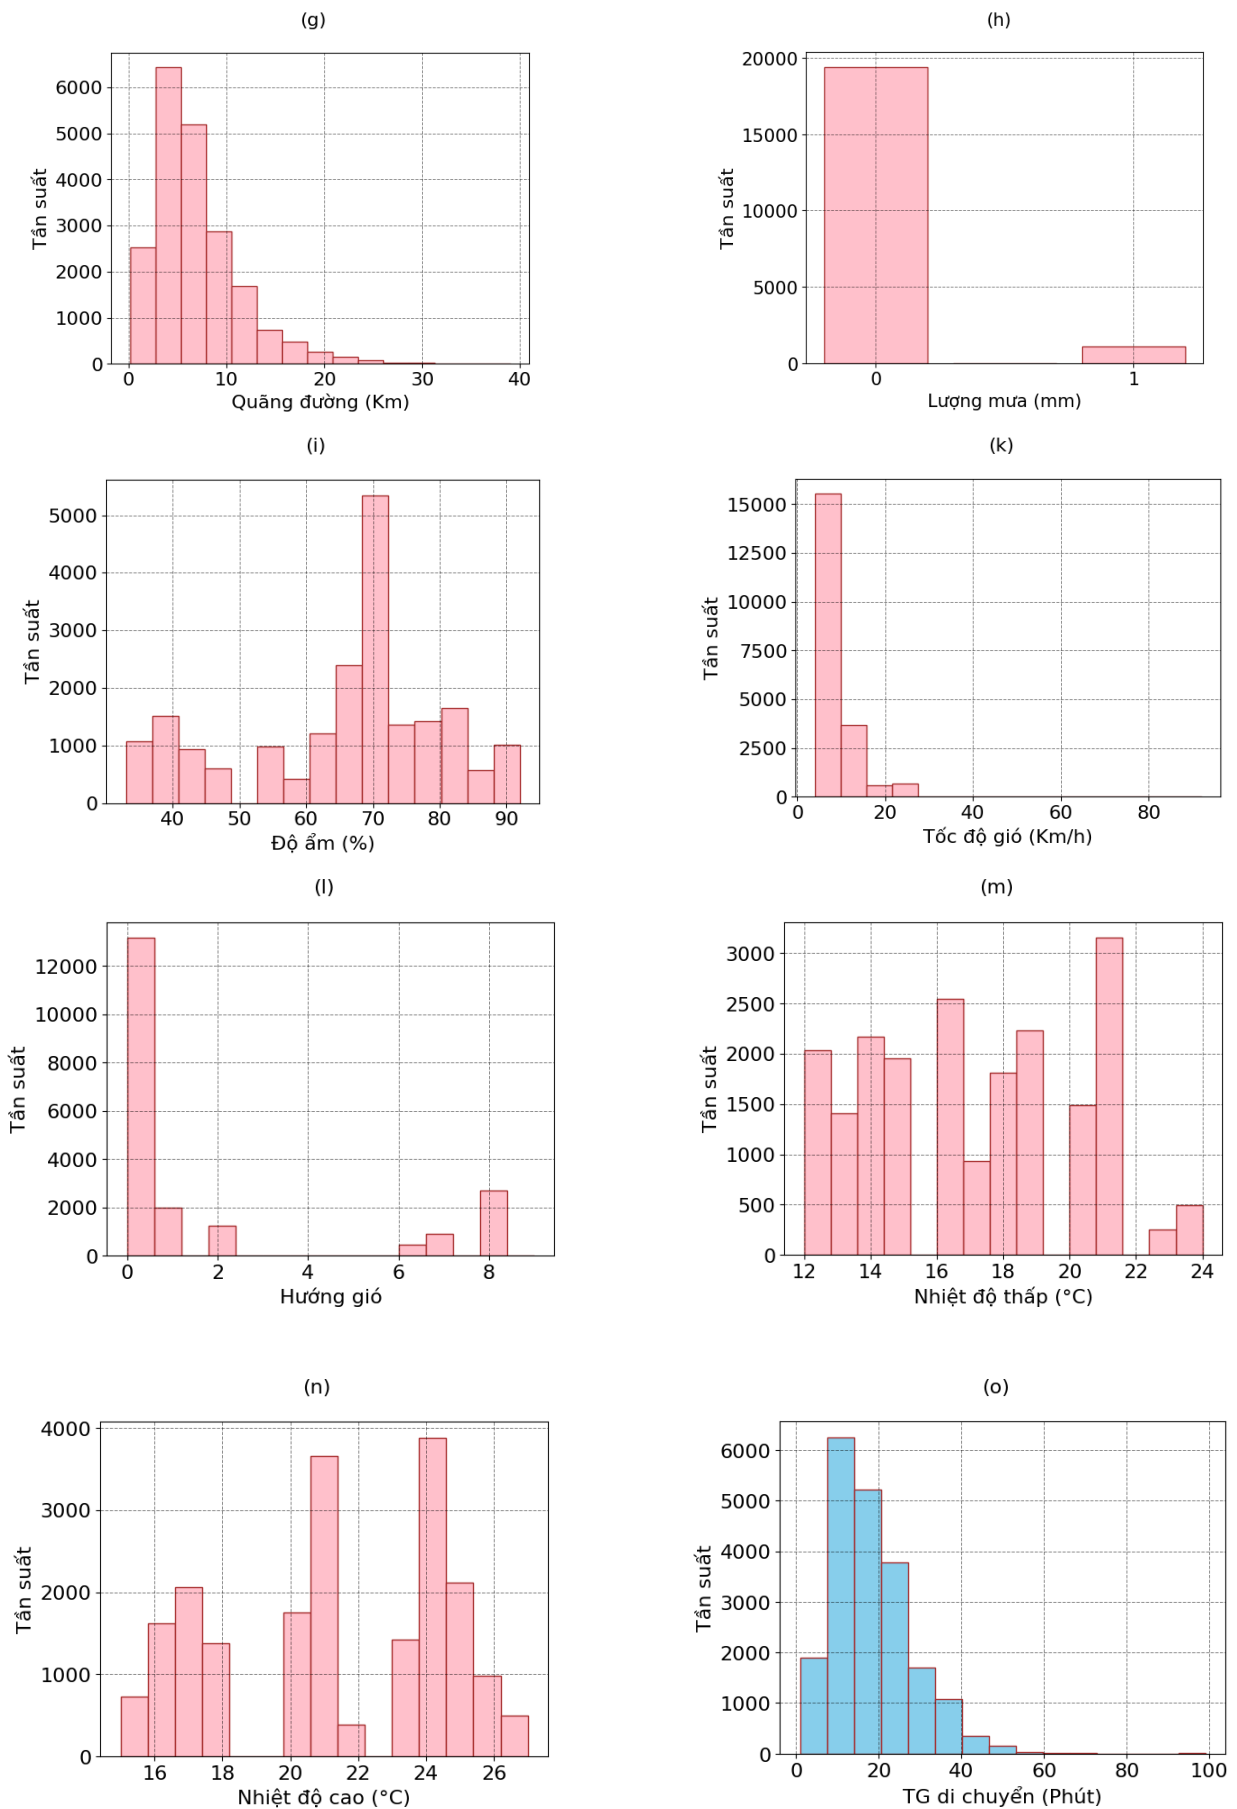 (g)
6000
5000
4000
3000
2000
1000
0
Tần suất
0 10 20 30 40
Quãng đường (Km)
(h)
20000
15000
10000
5000
0
Tần suất
0 1
Lượng mưa (mm)
(i)
5000
4000
3000
2000
1000
0
Tần suất
40 50 60 70 80 90
Độ ẩm (%)
(k)
15000
12500
10000
7500
5000
2500
0
Tần suất
0 20 40 60 80
Tốc độ gió (Km/h)
(l)
12000
10000
8000
6000
4000
2000
0
Tần suất
0 2 4 6 8
Hướng gió
(m)
3000
2500
2000
1500
1000
500
0
Tần suất
12 14 16 18 20 22 24
Nhiệt độ thấp (°C)
(n)
4000
3000
2000
1000
0
Tần suất
16 18 20 22 24 26
Nhiệt độ cao (°C)
(o)
6000
5000
4000
3000
2000
1000
0
Tần suất
0 20 40 60 80 100
TG di chuyển (Phút)